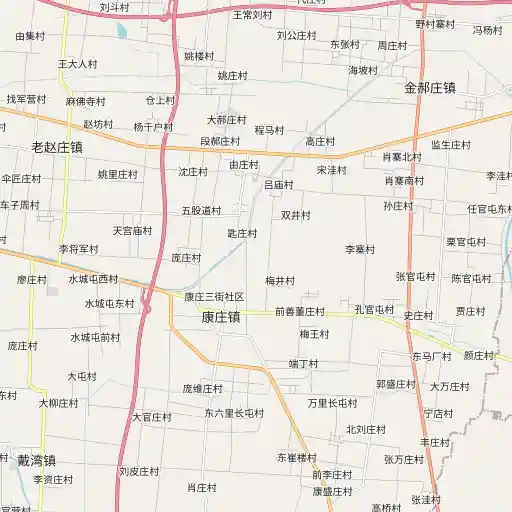 刘斗村
代庄村
王常刘村
野村寨村
冯杨村
由集村
刘公庄村
东张村
周庄村
姚楼村
王大人村
海坡村
姚庄村
金郝庄镇
找军营村
麻佛寺村
仓上村
大郝庄村
赵坊村
杨千户村
程马村
段郝庄村
高庄村
监生庄村
老赵庄镇
肖寨北村
由庄村
宋洼村
沈庄村
姚里庄村
李洼村
伞匠庄村
吕庙村
肖寨南村
车子周村
孙庄村
五股道村
双井村
任官屯东村
天宫庙村
匙庄村
栗官屯村
李将军村
李寨村
庞庄村
张官屯村
陈官屯村
廖庄村
水城屯西村
梅井村
水城屯东村
康庄三街社区
康庄镇
前善董庄村
孔官屯村
史庄村
贾庄村
水城屯前村
梅王村
庞庄村
东马厂村
颜庄村
端丁村
大屯村
庞维庄村
郭盛庄村
大万庄村
东村
大柳庄村
万里长屯村
大官庄村
东六里长屯村
宁店村
北刘庄村
丰庄村
戴湾镇
村
东崔楼村
张万庄村
刘皮庄村
李资庄村
前李庄村
肖庄村
康盛庄村
张洼村
高桥村
官营村